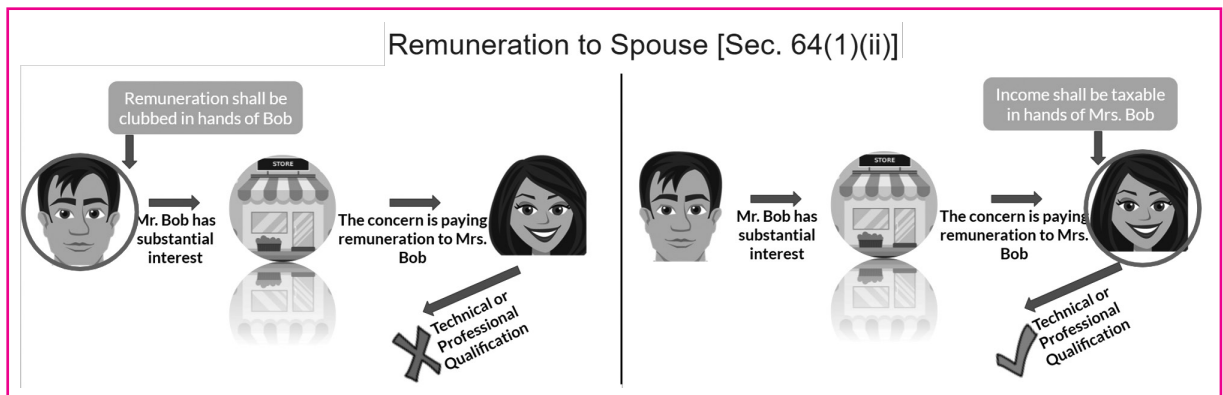 Remuneration to Spouse [Sec. 64(1)(ii)]
Remuneration shall be
clubbed in hands of Bob
STORE
Mr. Bob has
substantial
interest
The concern is paying
remuneration to Mrs.
Bob
Technical or
Professional
Qualification
Income shall be taxable
in hands of Mrs. Bob
STORE
Mr. Bob has
substantial
interest
The concern is paying
remuneration to Mrs.
Bob
Technical or
Professional
Qualification